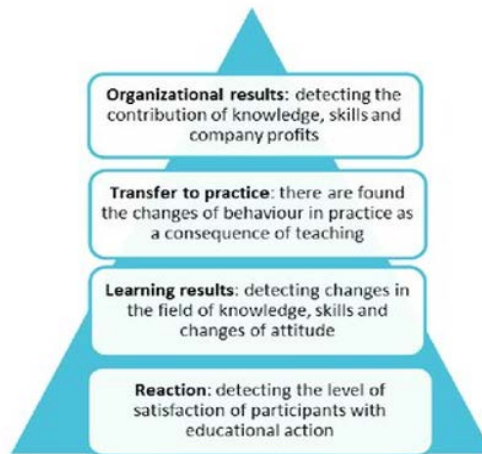 Organizational results: detecting the
contribution of knowledge, skills and
company profits
Transfer to practice: there are found
the changes of behaviour in practice as
a consequence of teaching
Learning results: detecting changes in
the field of knowledge, skills and
changes of attitude
Reaction: detecting the level of
satisfaction of participants with
educational action